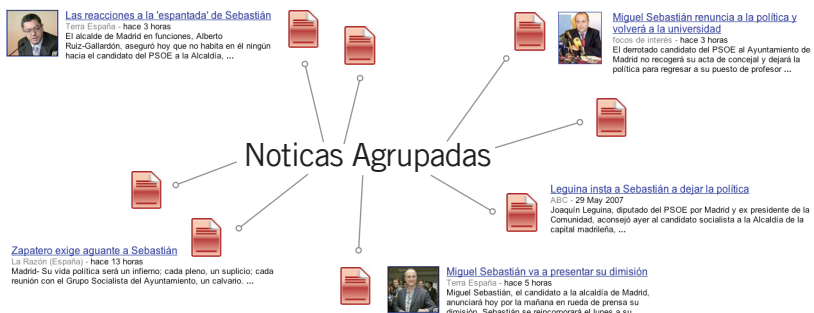 Las reacciones a la 'espantada' de Sebastián
Terra España - hace 3 horas
El alcalde de Madrid en funciones, Alberto
Ruiz-Gallardón, aseguró hoy que no habita en él ningún
hacia el candidato del PSOE a la Alcaldía, ...
Miguel Sebastián renuncia a la política y
volverá a la universidad
focos de interés - hace 3 horas
El derrotado candidato del PSOE al Ayuntamiento de
Madrid no recogerá su acta de concejal y dejará la
política para regresar a su puesto de profesor ...
Noticas Agrupadas
Leguina insta a Sebastián a dejar la política
ABC - 29 May 2007
Joaquín Leguina, diputado del PSOE por Madrid y ex presidente de la
Comunidad, aconsejó ayer al candidato socialista a la Alcaldía de la
capital madrileña, ...
Zapatero exige aguante a Sebastián
La Razón (España) - hace 13 horas
Madrid- Su vida política será un infierno; cada pleno, un suplicio; cada
reunión con el Grupo Socialista del Ayuntamiento, un calvario. ...
Miguel Sebastián va a presentar su dimisión
Terra España - hace 5 horas
Miguel Sebastián, el candidato a la alcaldía de Madrid,
anunciará hoy por la mañana en rueda de prensa su
dimisión. Sebastián se reincorporará el lunes a su